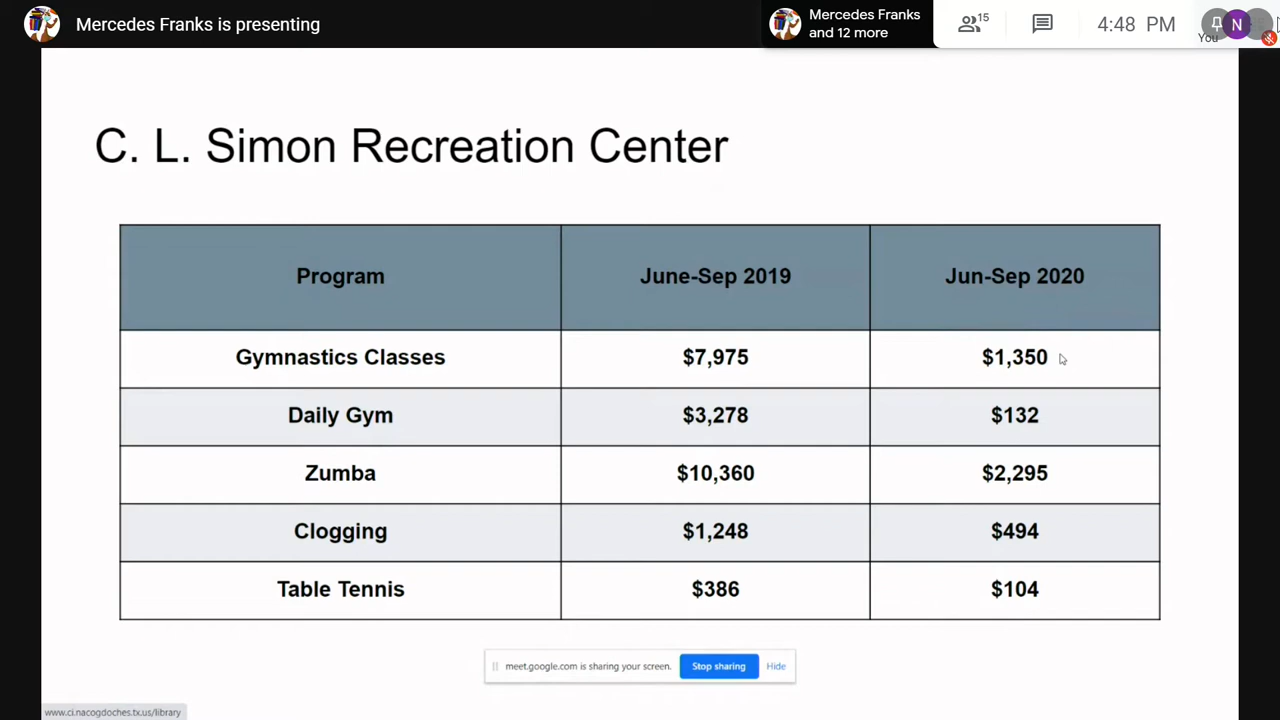 Mercedes Franks is presenting
Mercedes Franks
and 12 more
15
4:48 PM
N
You
C. L. Simon Recreation Center
Program June-Sep 2019 Jun-Sep 2020
Gymnastics Classes $7,975 $1,350
Daily Gym $3,278 $132
Zumba $10,360 $2,295
Clogging $1,248 $494
Table Tennis $386 $104
meet.google.com is sharing your screen. Stop sharing Hide
www.ci.nacogdoches.tx.us/library